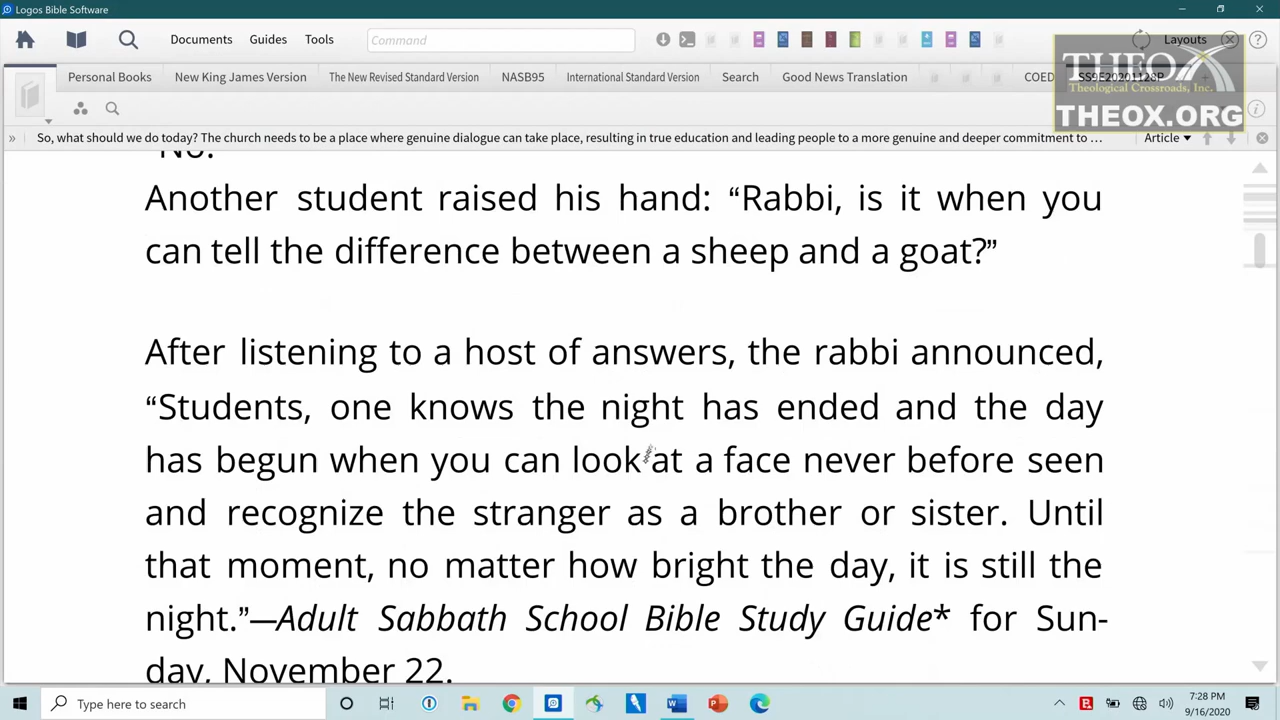 Logos Bible Software
Documents Guides Tools Command Layouts
Personal Books New King James Version The New Revised Standard Version NASB95 International Standard Version Search Good News Translation COED SS9E20201128P
THEOX
Theological Crossroads, Inc.
THEOX.ORG
So, what should we do today? The church needs to be a place where genuine dialogue can take place, resulting in true education and leading people to a more genuine and deeper commitment to … Article
"No."
Another student raised his hand: “Rabbi, is it when you
can tell the difference between a sheep and a goat?”
After listening to a host of answers, the rabbi announced,
“Students, one knows the night has ended and the day
has begun when you can look at a face never before seen
and recognize the stranger as a brother or sister. Until
that moment, no matter how bright the day, it is still the
night.”—Adult Sabbath School Bible Study Guide* for Sun-
day, November 22.
Type here to search
7:28 PM
9/16/2020